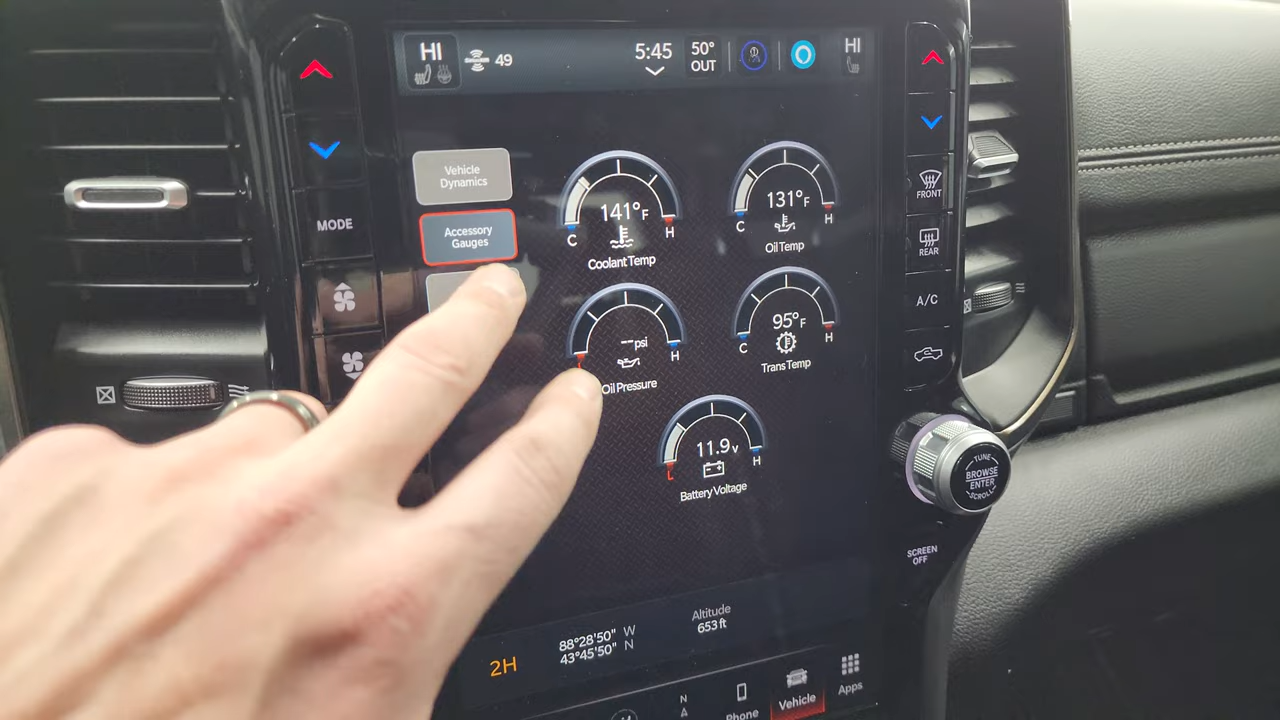 HI
49
5:45
50°
OUT
HI
MODE
Vehicle
Dynamics
Accessory
Gauges
141°F
C H
Coolant Temp
131°F
C H
Oil Temp
--psi
H
Oil Pressure
95°F
C H
Trans Temp
11.9v
L H
Battery Voltage
FRONT
REAR
A/C
TUNE
BROWSE
ENTER
SCROLL
SCREEN
OFF
2H
88°28'50" W
43°45'50" N
Altitude
653 ft
N
A
Phone
Vehicle
Apps